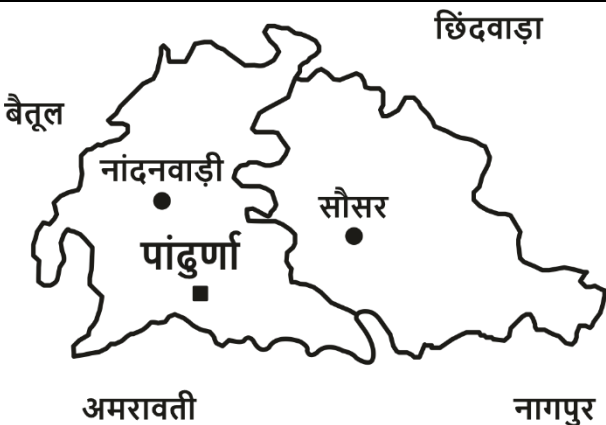 छिंदवाड़ा
बैतूल
नांदनवाड़ी
सौसर
पांढुर्णा
अमरावती
नागपुर